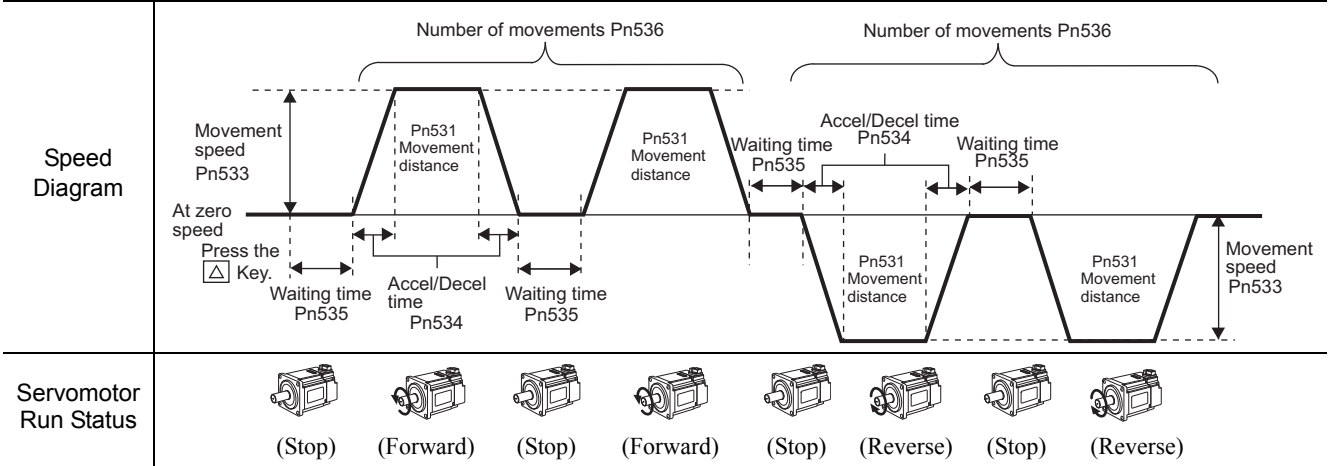 Number of movements Pn536
Number of movements Pn536
Speed
Diagram
Movement
speed
Pn533
Pn531
Movement
distance
Pn531
Movement
distance
Waiting time
Pn535
Accel/Decel time
Pn534
Waiting time
Pn535
At zero
speed
Press the
△ Key.
Waiting time
Pn535
Accel/Decel
time
Pn534
Waiting time
Pn535
Pn531
Movement
distance
Pn531
Movement
distance
Movement
speed
Pn533
Servomotor
Run Status
(Stop) (Forward) (Stop) (Forward) (Stop) (Reverse) (Stop) (Reverse)